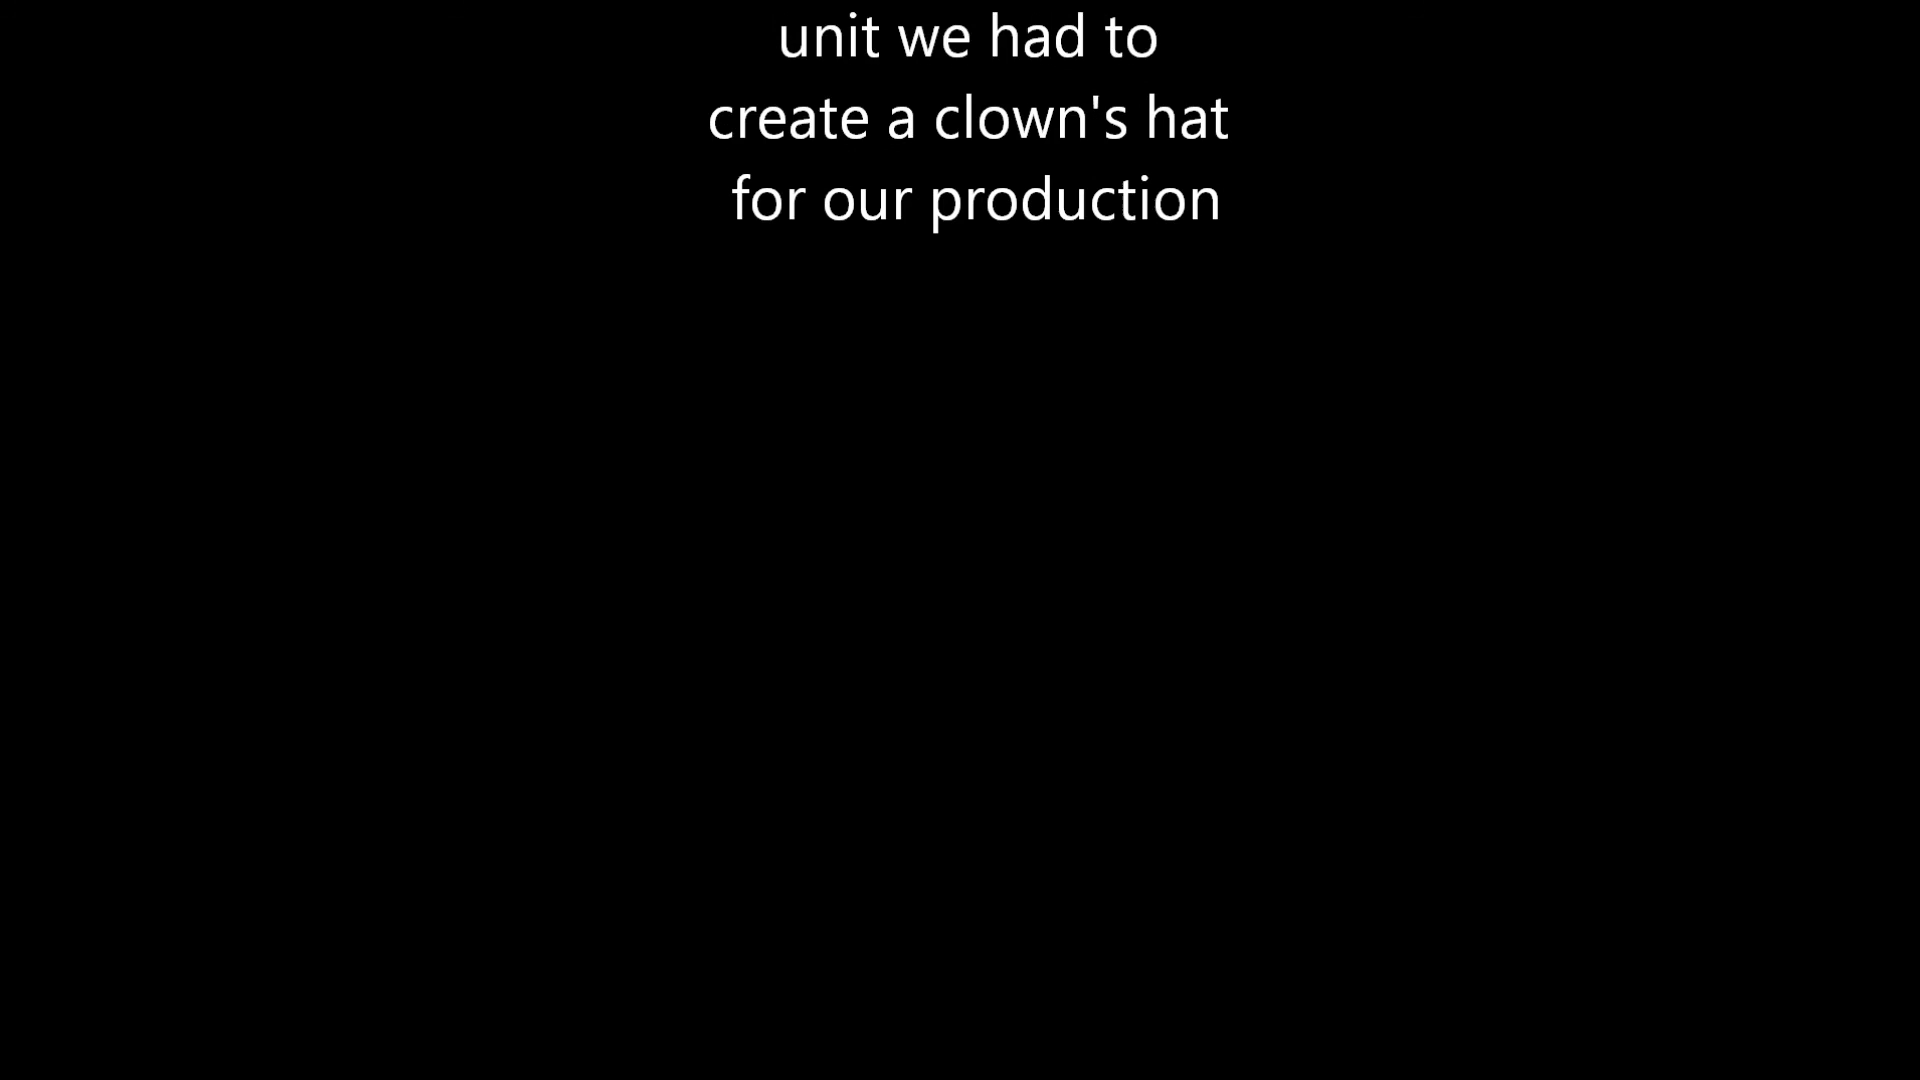 unit we had to
create a clown's hat
for our production